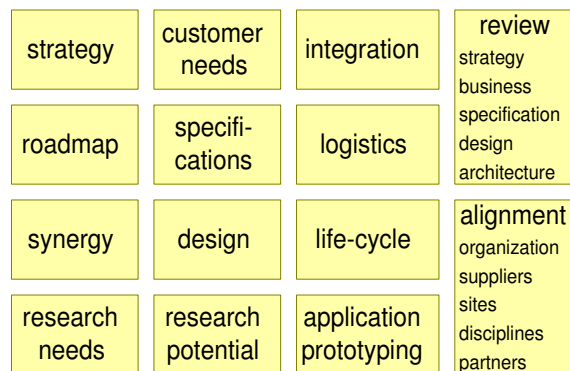 strategy
customer
needs
integration
review
strategy
business
specification
design
architecture
roadmap
specifi-
cations
logistics
synergy
design
life-cycle
alignment
organization
suppliers
sites
disciplines
partners
research
needs
research
potential
application
prototyping